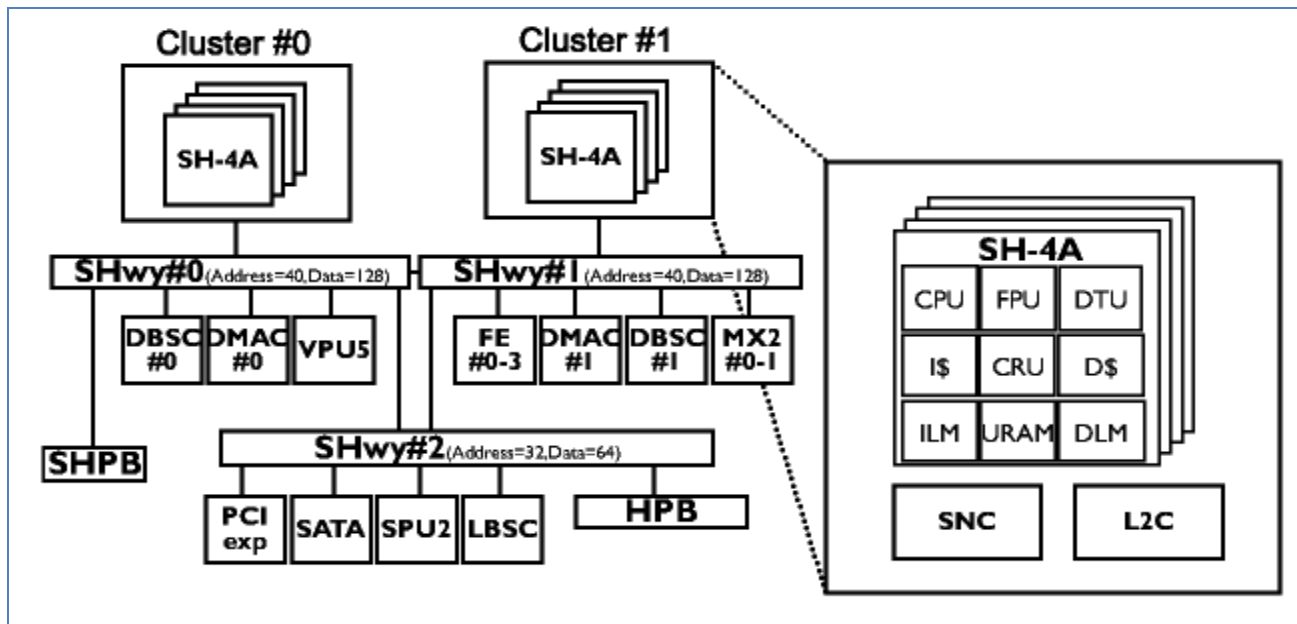 Cluster #0
Cluster #1
SH-4A
SH-4A
SHwy#0(Address=40,Data=128)
SHwy#1(Address=40,Data=128)
DBSC
#0
DMAC
#0
VPU5
FE
#0-3
DMAC
#1
DBSC
#1
MX2
#0-1
SHPB
SHwy#2(Address=32,Data=64)
PCI
exp
SATA
SPU2
LBSC
HPB
SH-4A
CPU
FPU
DTU
I$
CRU
D$
ILM
URAM
DLM
SNC
L2C